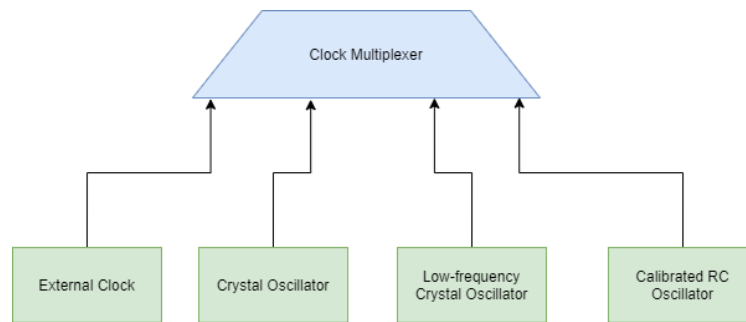 Clock Multiplexer
External Clock
Crystal Oscillator
Low-frequency
Crystal Oscillator
Calibrated RC
Oscillator